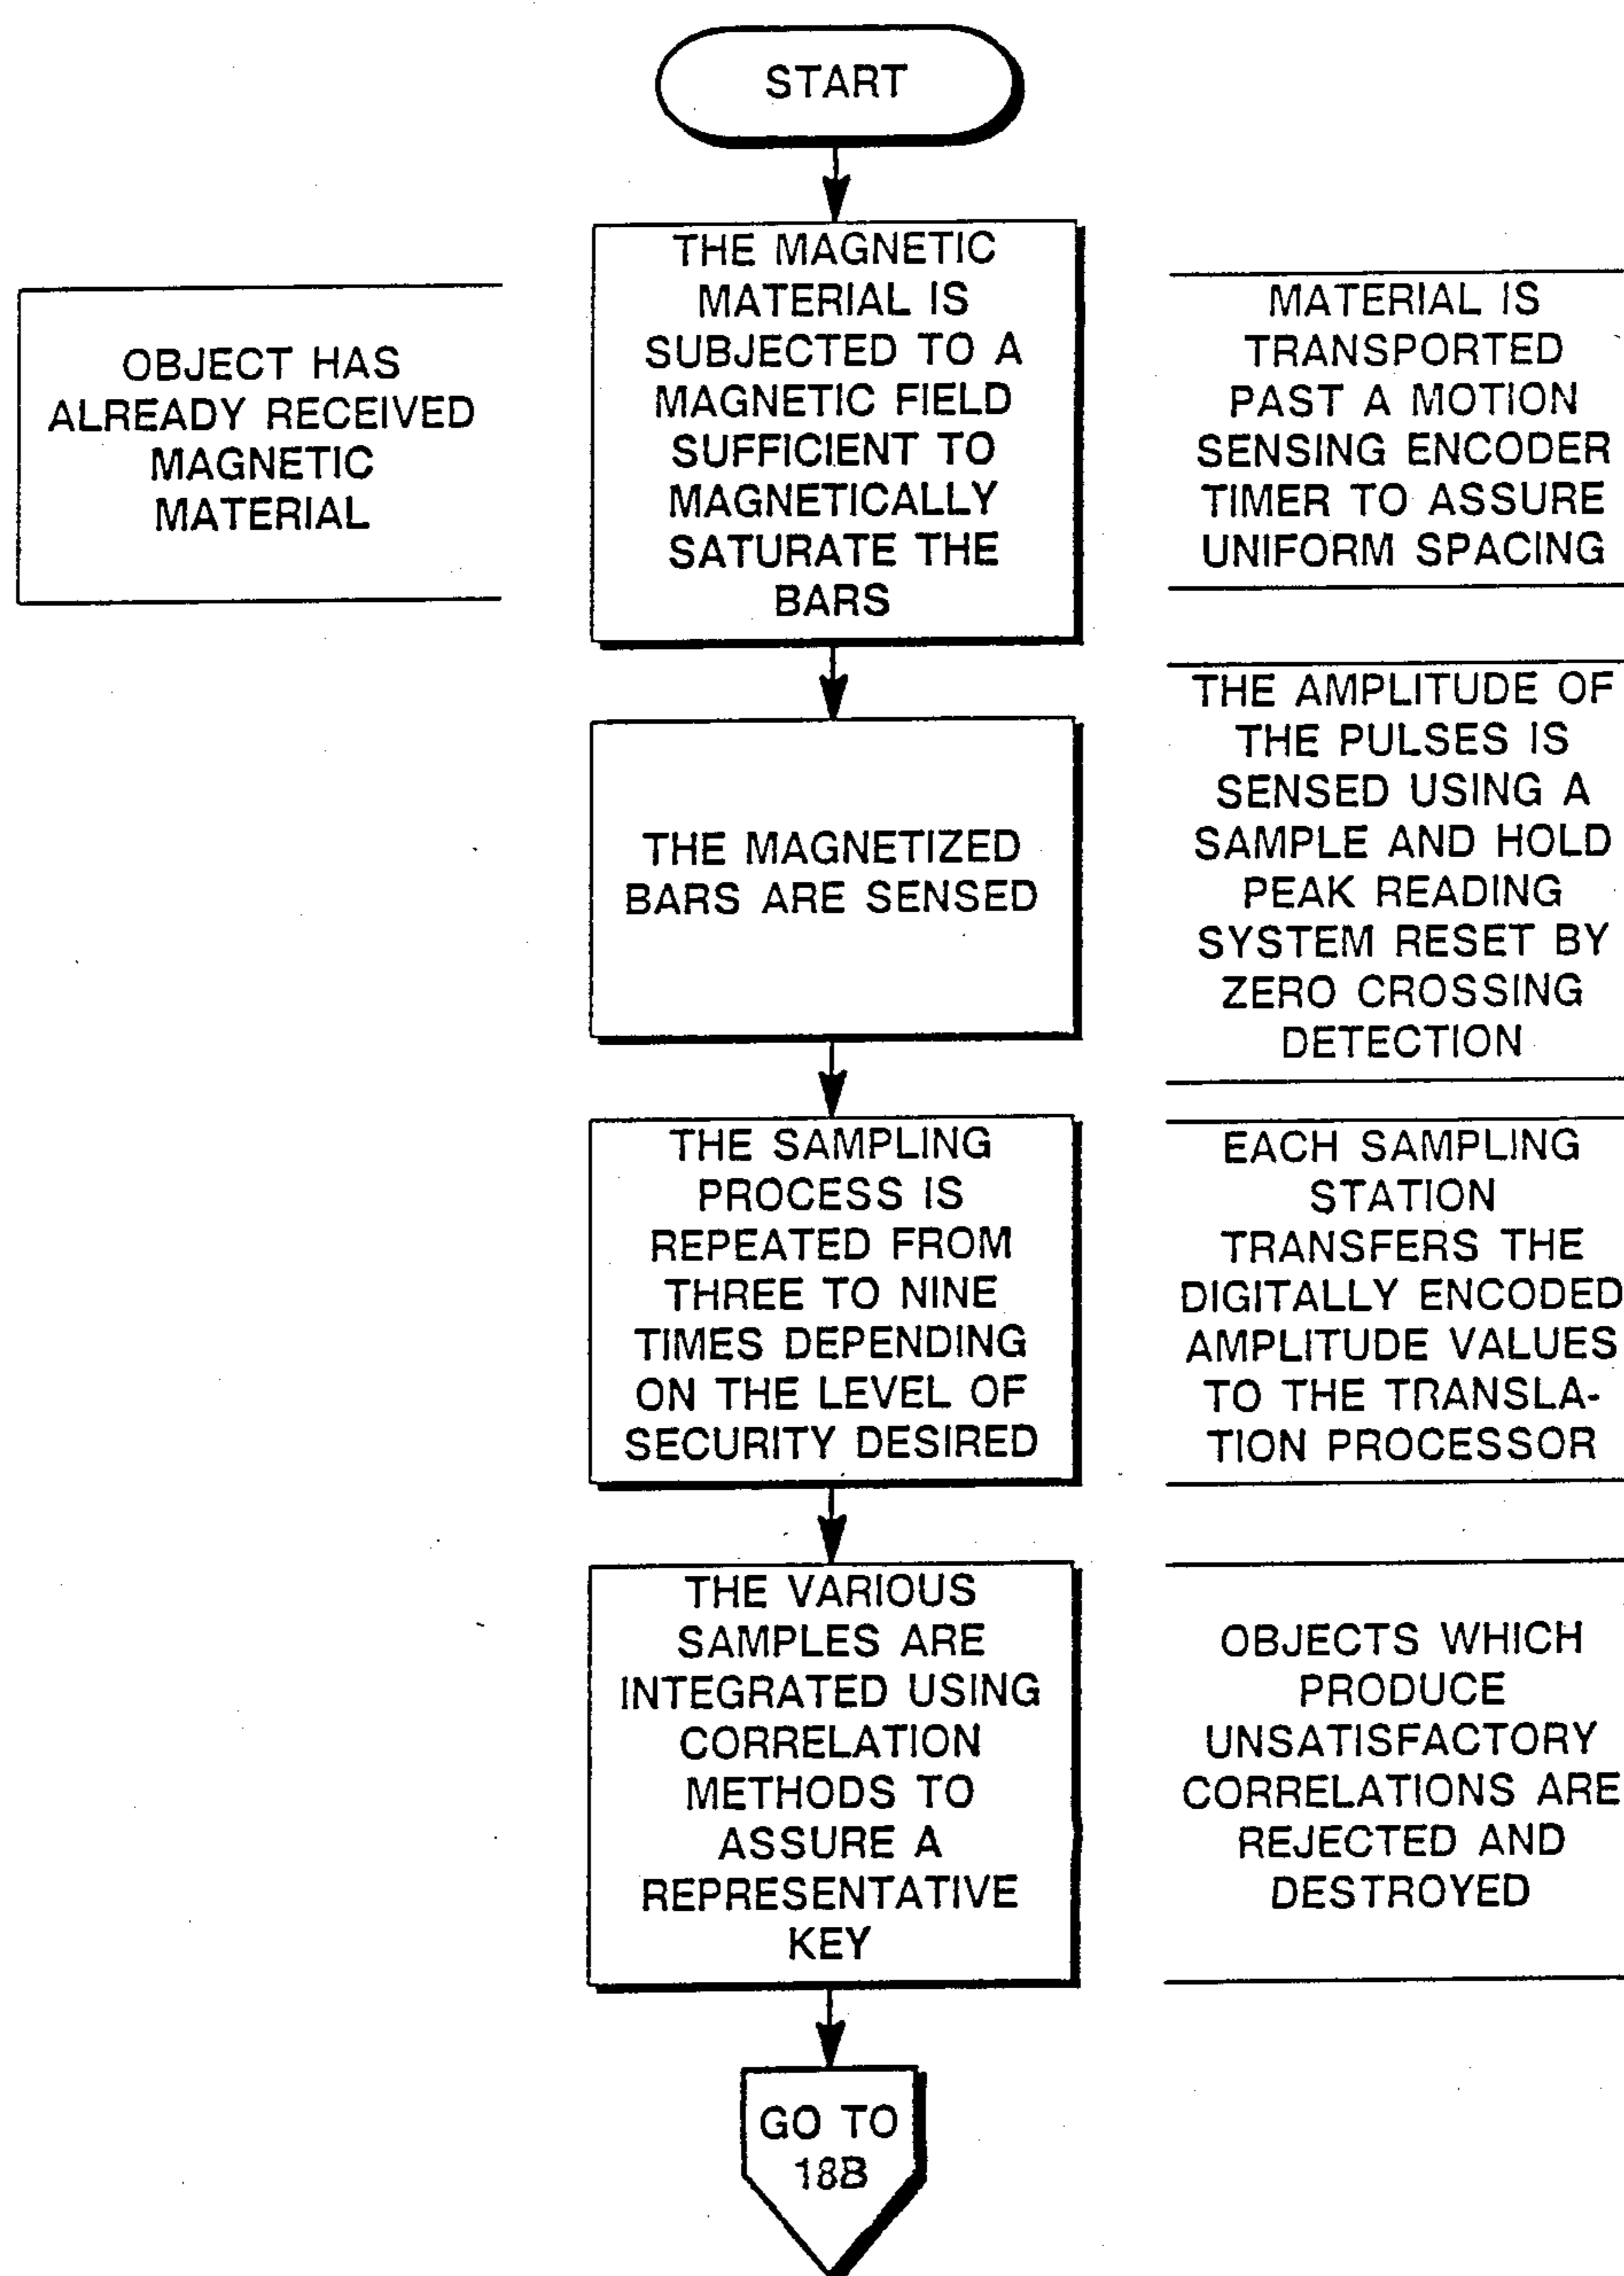 START
OBJECT HAS
ALREADY RECEIVED
MAGNETIC
MATERIAL
THE MAGNETIC
MATERIAL IS
SUBJECTED TO A
MAGNETIC FIELD
SUFFICIENT TO
MAGNETICALLY
SATURATE THE
BARS
MATERIAL IS
TRANSPORTED
PAST A MOTION
SENSING ENCODER
TIMER TO ASSURE
UNIFORM SPACING
THE MAGNETIZED
BARS ARE SENSED
THE AMPLITUDE OF
THE PULSES IS
SENSED USING A
SAMPLE AND HOLD
PEAK READING
SYSTEM RESET BY
ZERO CROSSING
DETECTION
THE SAMPLING
PROCESS IS
REPEATED FROM
THREE TO NINE
TIMES DEPENDING
ON THE LEVEL OF
SECURITY DESIRED
EACH SAMPLING
STATION
TRANSFERS THE
DIGITALLY ENCODED
AMPLITUDE VALUES
TO THE TRANSLA-
TION PROCESSOR
THE VARIOUS
SAMPLES ARE
INTEGRATED USING
CORRELATION
METHODS TO
ASSURE A
REPRESENTATIVE
KEY
OBJECTS WHICH
PRODUCE
UNSATISFACTORY
CORRELATIONS ARE
REJECTED AND
DESTROYED
GO TO
18B